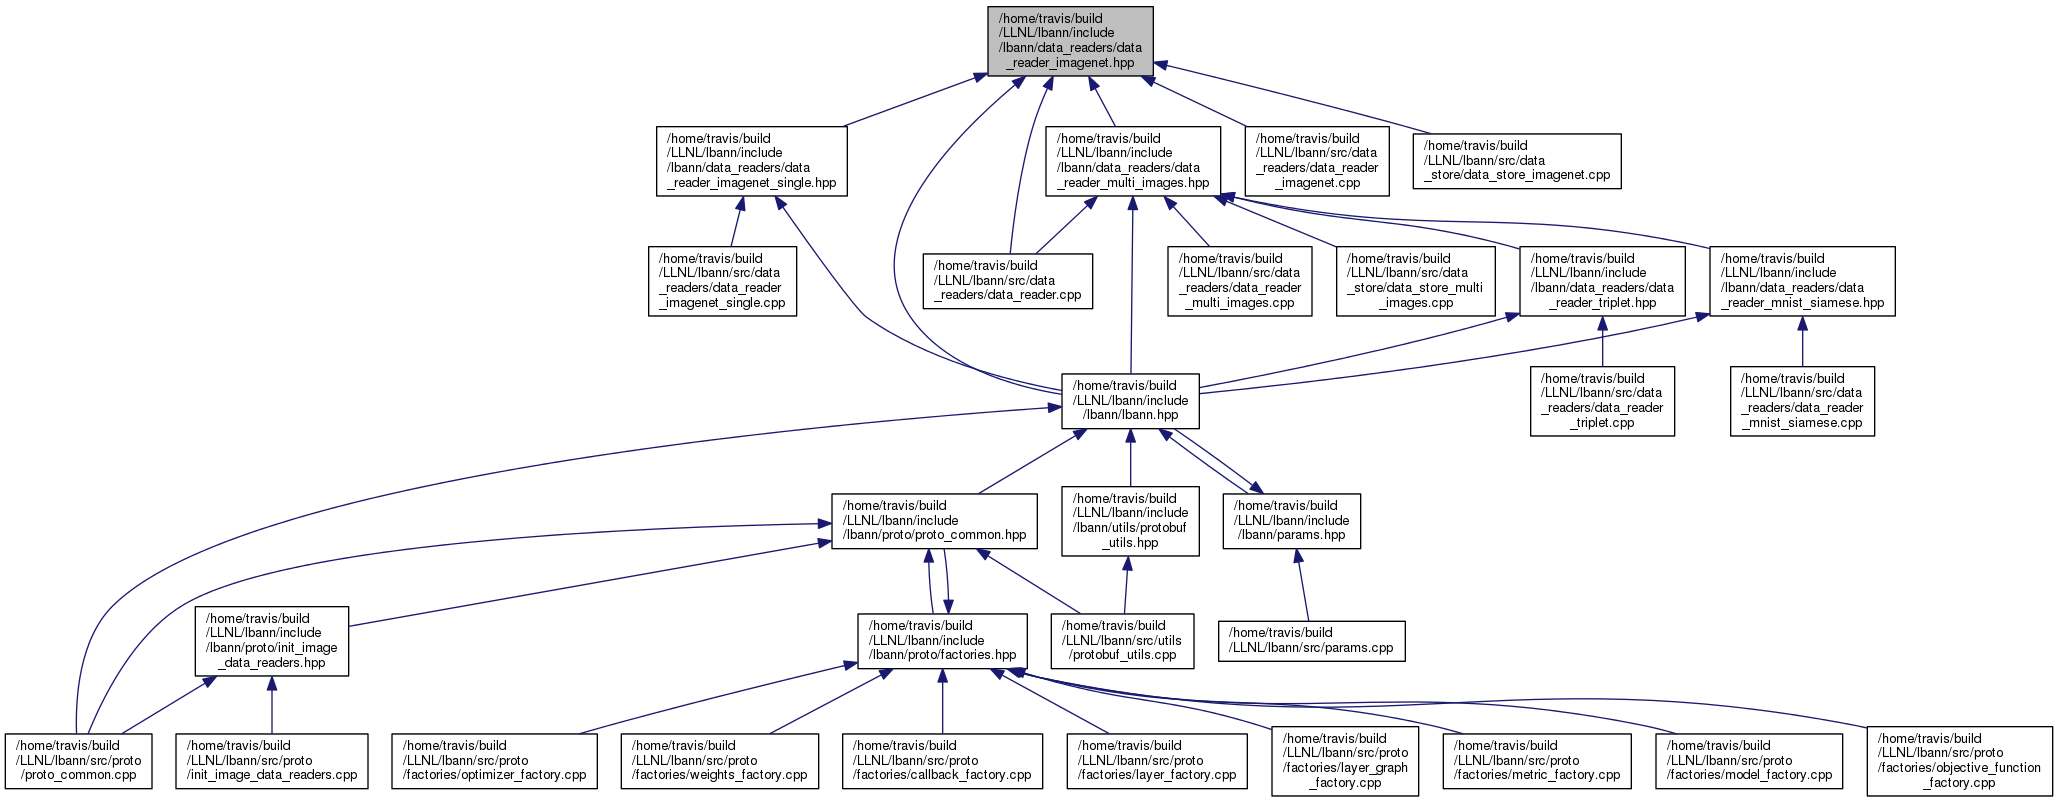 /home/travis/build
/LLNL/lbann/include
/lbann/data_readers/data
_reader_imagenet.hpp
/home/travis/build
/LLNL/lbann/include
/lbann/data_readers/data
_reader_imagenet_single.hpp
/home/travis/build
/LLNL/lbann/include
/lbann/data_readers/data
_reader_multi_images.hpp
/home/travis/build
/LLNL/lbann/src/data
_readers/data_reader
_imagenet.cpp
/home/travis/build
/LLNL/lbann/src/data
_store/data_store_imagenet.cpp
/home/travis/build
/LLNL/lbann/src/data
_readers/data_reader
_imagenet_single.cpp
/home/travis/build
/LLNL/lbann/src/data
_readers/data_reader.cpp
/home/travis/build
/LLNL/lbann/src/data
_readers/data_reader
_multi_images.cpp
/home/travis/build
/LLNL/lbann/src/data
_store/data_store_multi
_images.cpp
/home/travis/build
/LLNL/lbann/include
/lbann/data_readers/data
_reader_triplet.hpp
/home/travis/build
/LLNL/lbann/include
/lbann/data_readers/data
_reader_mnist_siamese.hpp
/home/travis/build
/LLNL/lbann/include
/lbann/lbann.hpp
/home/travis/build
/LLNL/lbann/src/data
_readers/data_reader
_triplet.cpp
/home/travis/build
/LLNL/lbann/src/data
_readers/data_reader
_mnist_siamese.cpp
/home/travis/build
/LLNL/lbann/include
/lbann/proto/proto_common.hpp
/home/travis/build
/LLNL/lbann/include
/lbann/utils/protobuf
_utils.hpp
/home/travis/build
/LLNL/lbann/include
/lbann/params.hpp
/home/travis/build
/LLNL/lbann/include
/lbann/proto/init_image
_data_readers.hpp
/home/travis/build
/LLNL/lbann/include
/lbann/proto/factories.hpp
/home/travis/build
/LLNL/lbann/src/utils
/protobuf_utils.cpp
/home/travis/build
/LLNL/lbann/src/params.cpp
/home/travis/build
/LLNL/lbann/src/proto
/proto_common.cpp
/home/travis/build
/LLNL/lbann/src/proto
/init_image_data_readers.cpp
/home/travis/build
/LLNL/lbann/src/proto
/factories/optimizer_factory.cpp
/home/travis/build
/LLNL/lbann/src/proto
/factories/weights_factory.cpp
/home/travis/build
/LLNL/lbann/src/proto
/factories/callback_factory.cpp
/home/travis/build
/LLNL/lbann/src/proto
/factories/layer_factory.cpp
/home/travis/build
/LLNL/lbann/src/proto
/factories/layer_graph
_factory.cpp
/home/travis/build
/LLNL/lbann/src/proto
/factories/metric_factory.cpp
/home/travis/build
/LLNL/lbann/src/proto
/factories/model_factory.cpp
/home/travis/build
/LLNL/lbann/src/proto
/factories/objective_function
_factory.cpp